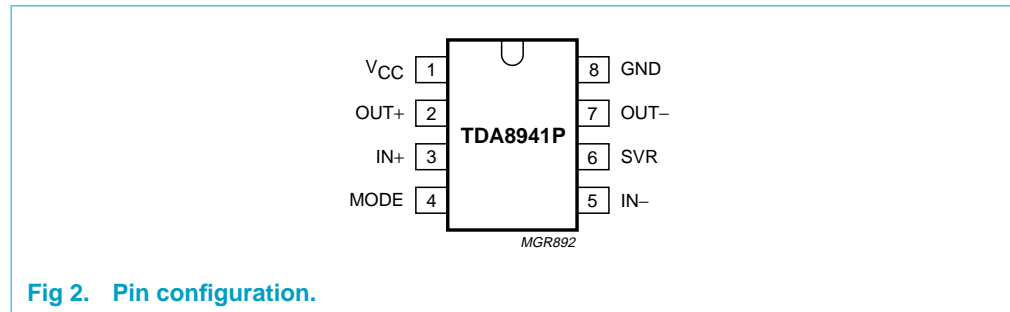 VCC 1 8 GND
OUT+ 2 7 OUT−
TDA8941P
IN+ 3 6 SVR
MODE 4 5 IN−
MGR892
Fig 2. Pin configuration.